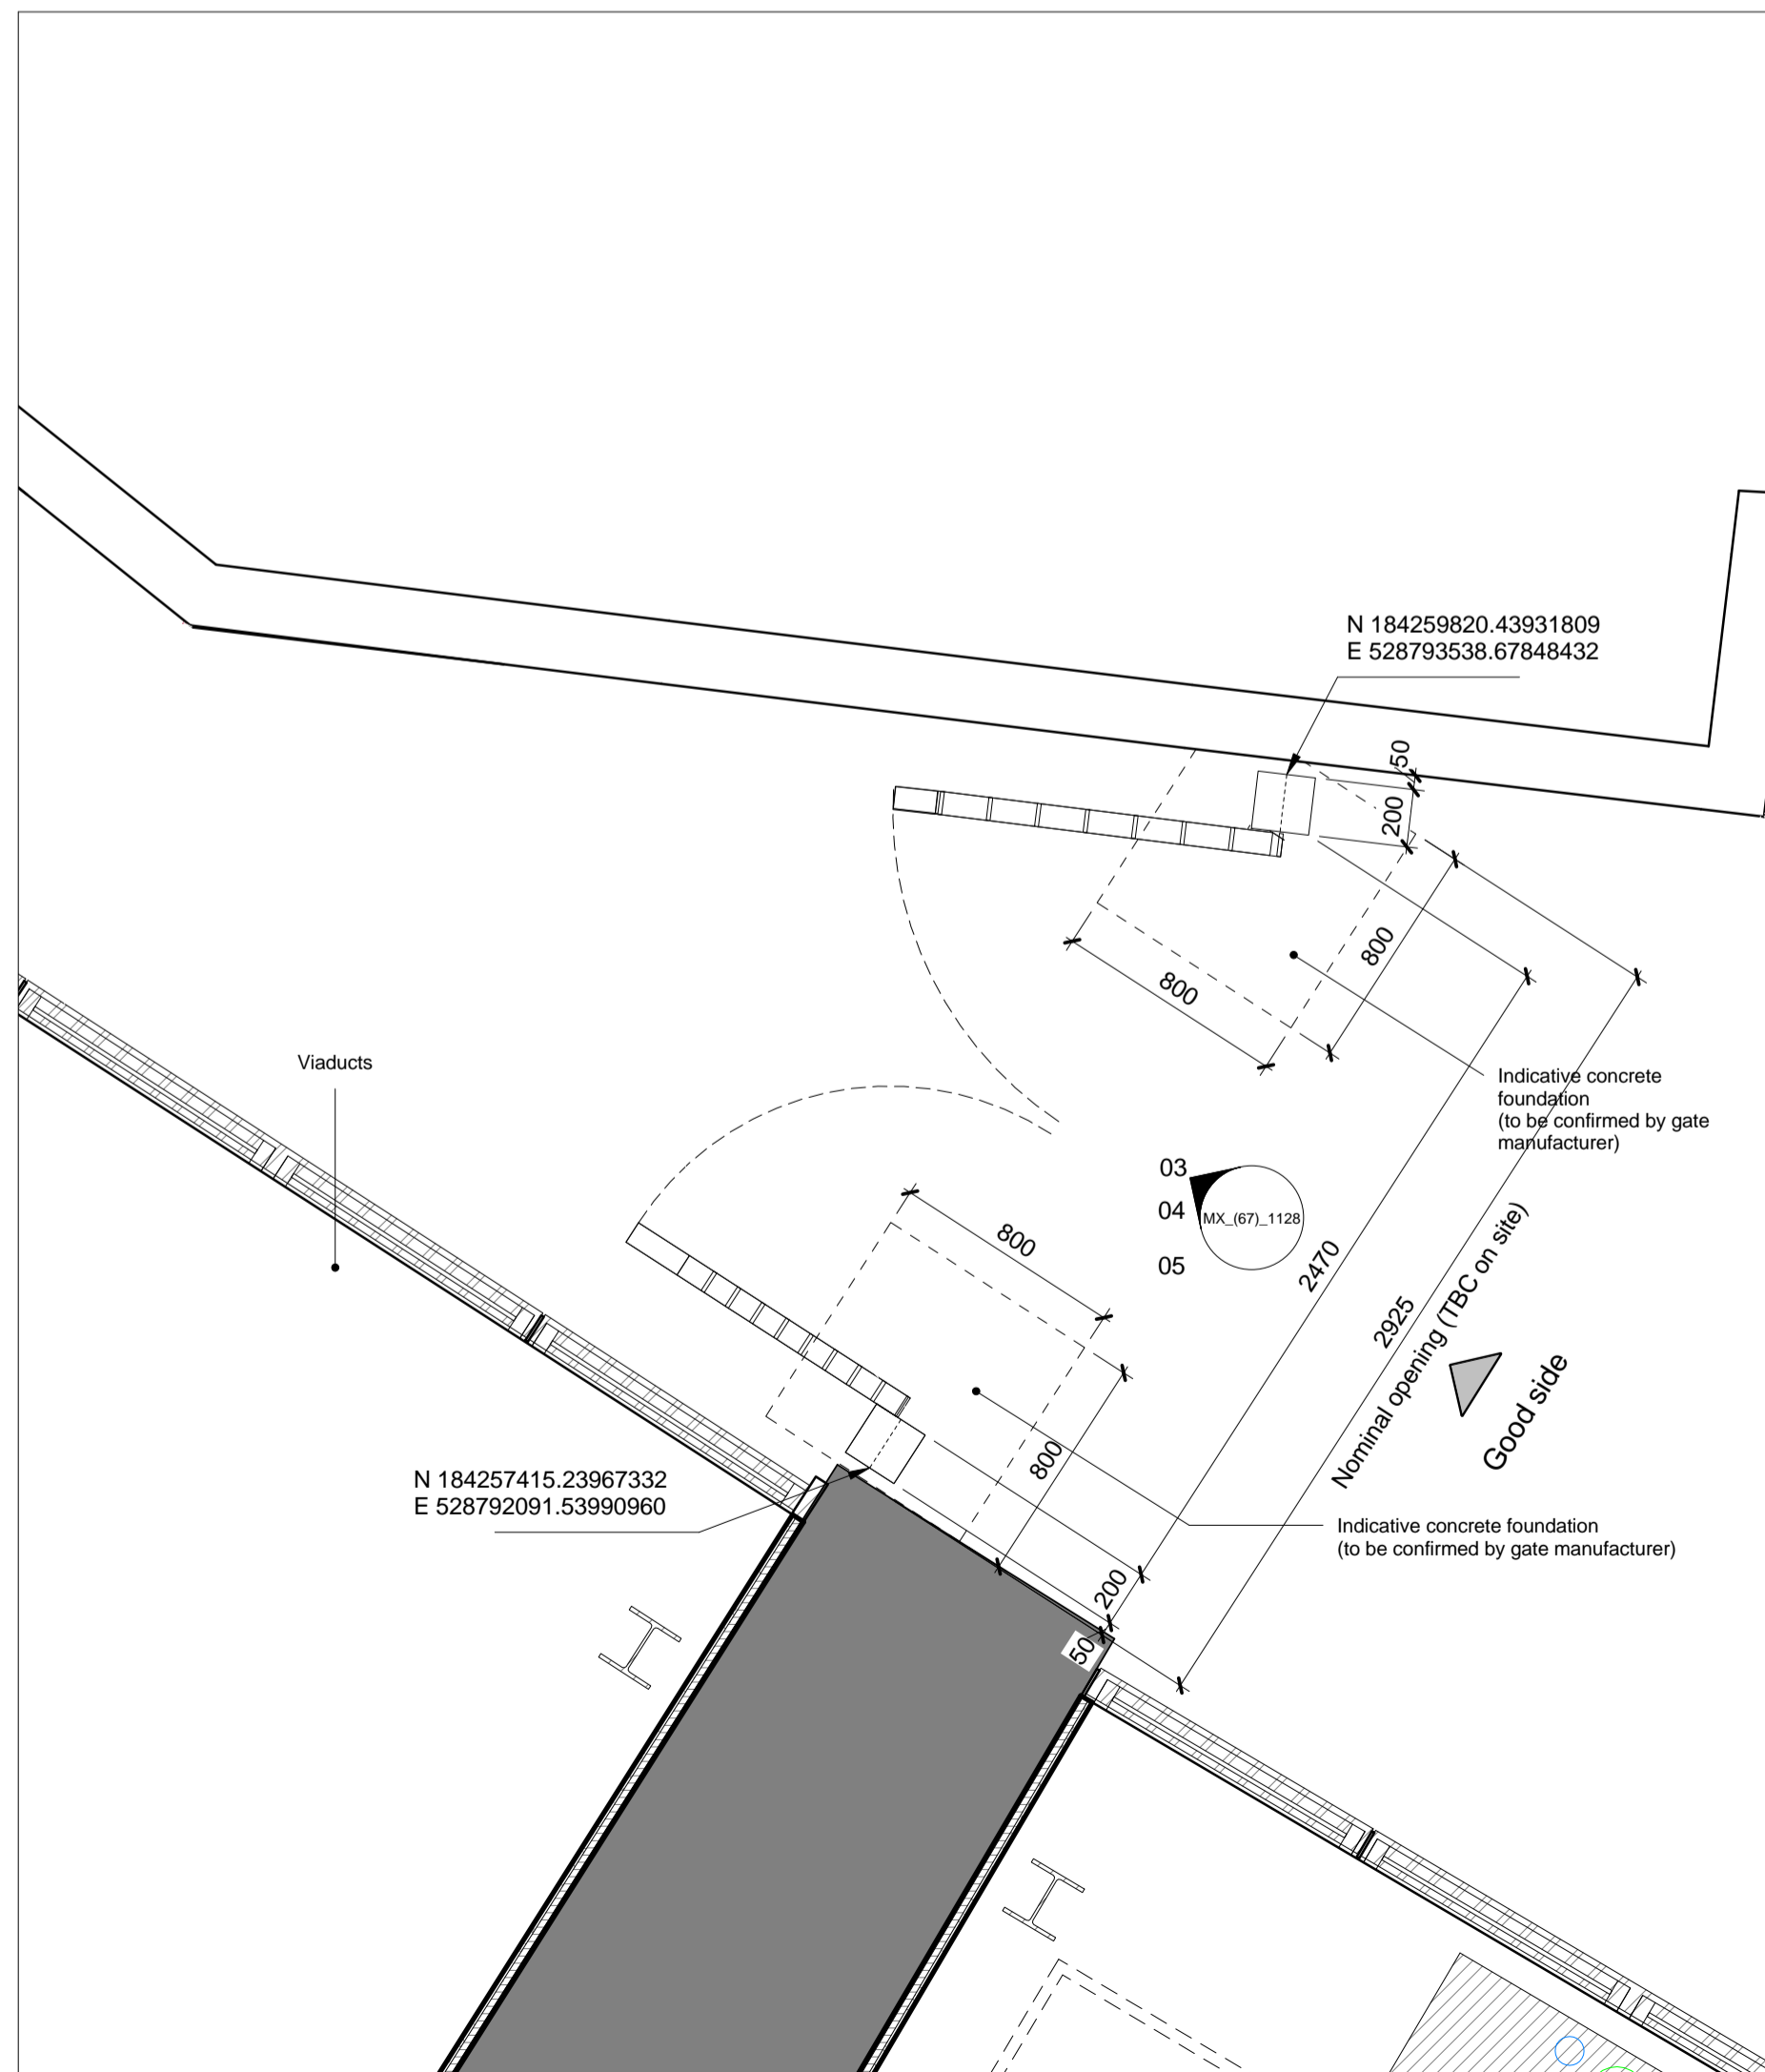 N 184259820.43931809
E 528793538.67848432
50
200
800
800
Viaducts
Indicative concrete
foundation
(to be confirmed by gate
manufacturer)
03
04
05
MX_(67)_1128
800
2470
2925
Nominal opening (TBC on site)
Good side
800
N 184257415.23967332
E 528792091.53990960
Indicative concrete foundation
(to be confirmed by gate manufacturer)
200
50